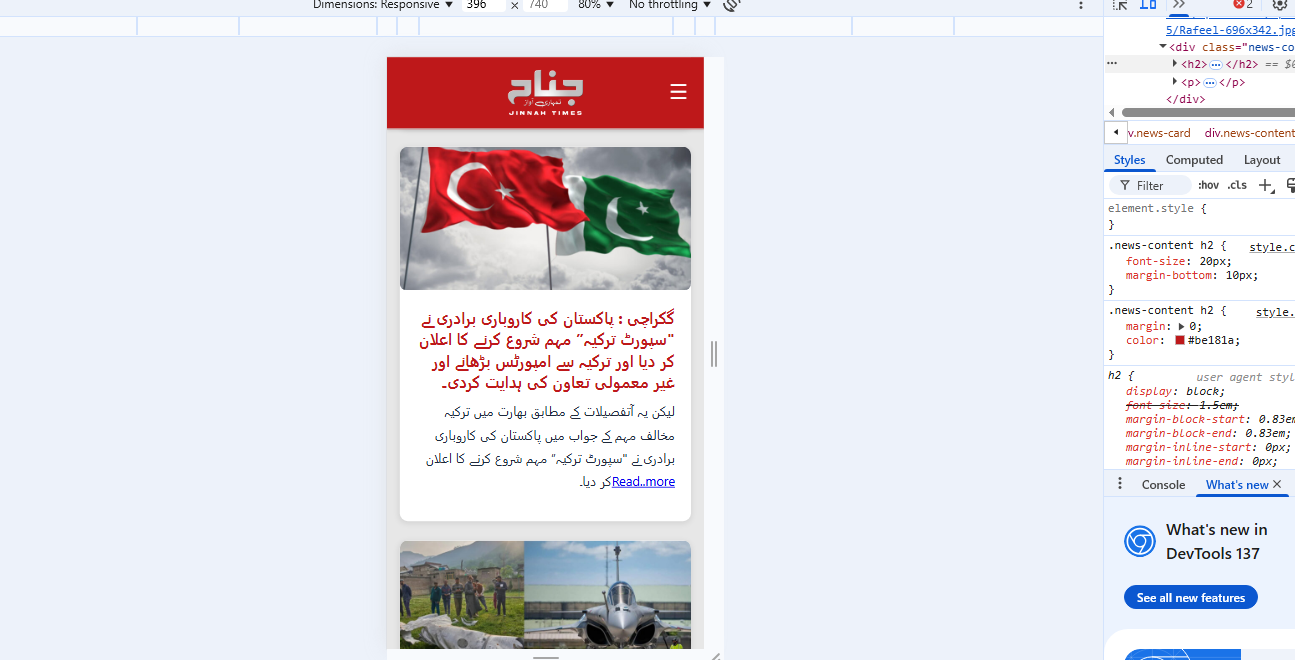 Dimensions: Responsive ▼ 396 × 740 80% ▼ No throttling ▼
2
5/Rafeel-696x342.jpg
<div class="news-co
<h2> ⋯ </h2> == $0
<p> ⋯ </p>
</div>
v.news-card div.news-content
Styles Computed Layout
Filter :hov .cls
element.style {
}
.news-content h2 { style.c
font-size: 20px;
margin-bottom: 10px;
}
.news-content h2 { style.
margin: ▶ 0;
color: #be181a;
}
h2 { user agent styl
display: block;
font-size: 1.5em;
margin-block-start: 0.83em
margin-block-end: 0.83em;
margin-inline-start: 0px;
margin-inline-end: 0px;
Console What's new ×
What's new in
DevTools 137
See all new features
جناح
تمہاری آواز
JINNAH TIMES
☰
گکراچی : پاکستان کی کاروباری برادری نے
"سپورٹ ترکیہ” مہم شروع کرنے کا اعلان
کر دیا اور ترکیہ سے امپورٹس بڑھانے اور
غیر معمولی تعاون کی ہدایت کردی۔
لیکن یہ آتفصیلات کے مطابق بھارت میں ترکیہ
مخالف مہم کے جواب میں پاکستان کی کاروباری
برادری نے "سپورٹ ترکیہ” مہم شروع کرنے کا اعلان
کر دیا۔Read..more